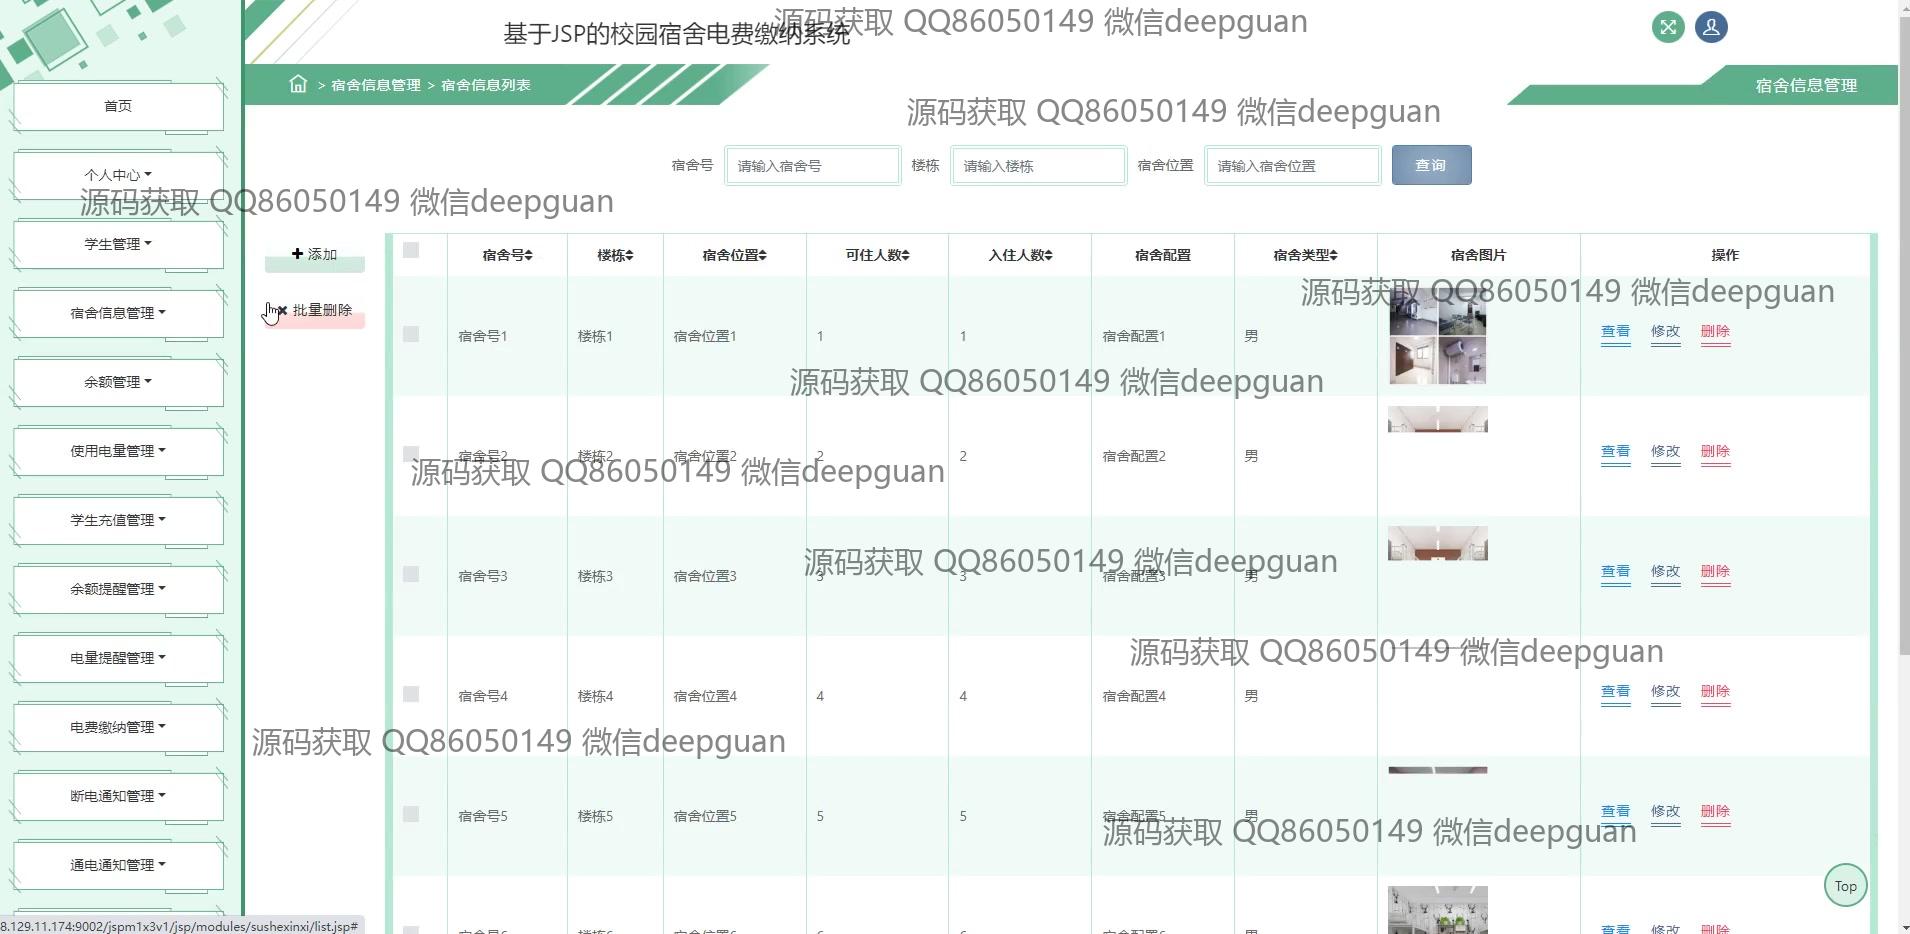 基于JSP的校园宿舍电费缴纳系统
源码获取 QQ86050149 微信deepguan
> 宿舍信息管理 > 宿舍信息列表
宿舍信息管理
首页
源码获取 QQ86050149 微信deepguan
宿舍号 请输入宿舍号 楼栋 请输入楼栋 宿舍位置 请输入宿舍位置 查询
个人中心
源码获取 QQ86050149 微信deepguan
学生管理
添加
宿舍号 楼栋 宿舍位置 可住人数 入住人数 宿舍配置 宿舍类型 宿舍图片 操作
源码获取 QQ86050149 微信deepguan
宿舍信息管理
批量删除
宿舍号1 楼栋1 宿舍位置1 1 1 宿舍配置1 男 查看 修改 删除
余额管理
源码获取 QQ86050149 微信deepguan
使用电量管理
宿舍号2 楼栋2 宿舍位置2 2 2 宿舍配置2 男 查看 修改 删除
源码获取 QQ86050149 微信deepguan
学生充值管理
源码获取 QQ86050149 微信deepguan
宿舍号3 楼栋3 宿舍位置3 3 3 宿舍配置3 男 查看 修改 删除
余额提醒管理
源码获取 QQ86050149 微信deepguan
电量提醒管理
宿舍号4 楼栋4 宿舍位置4 4 4 宿舍配置4 男 查看 修改 删除
电费缴纳管理
源码获取 QQ86050149 微信deepguan
断电通知管理
宿舍号5 楼栋5 宿舍位置5 5 5 宿舍配置5 男 查看 修改 删除
源码获取 QQ86050149 微信deepguan
通电通知管理
Top
8.129.11.174:9002/jspm1x3v1/jsp/modules/sushexinxi/list.jsp#